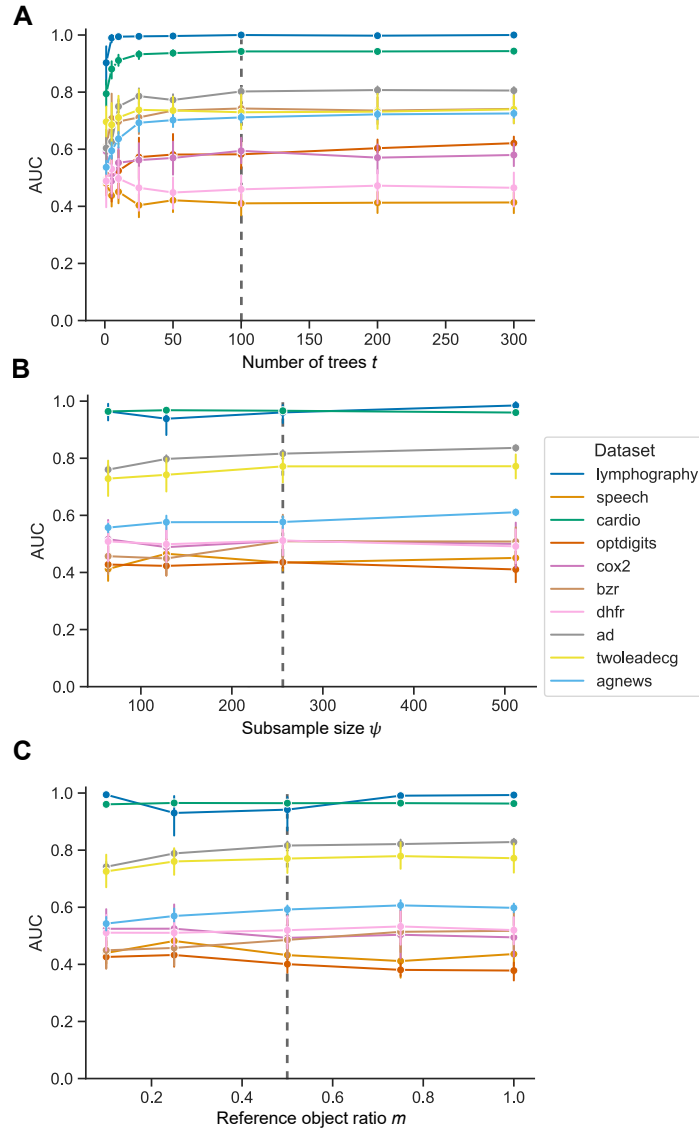 A
1.0
0.8
0.6
0.4
0.2
0.0
AUC
0 50 100 150 200 250 300
Number of trees t
B
1.0
0.8
0.6
0.4
0.2
0.0
AUC
100 200 300 400 500
Subsample size ψ
Dataset
lymphography
speech
cardio
optdigits
cox2
bzr
dhfr
ad
twoleadecg
agnews
C
1.0
0.8
0.6
0.4
0.2
0.0
AUC
0.2 0.4 0.6 0.8 1.0
Reference object ratio m